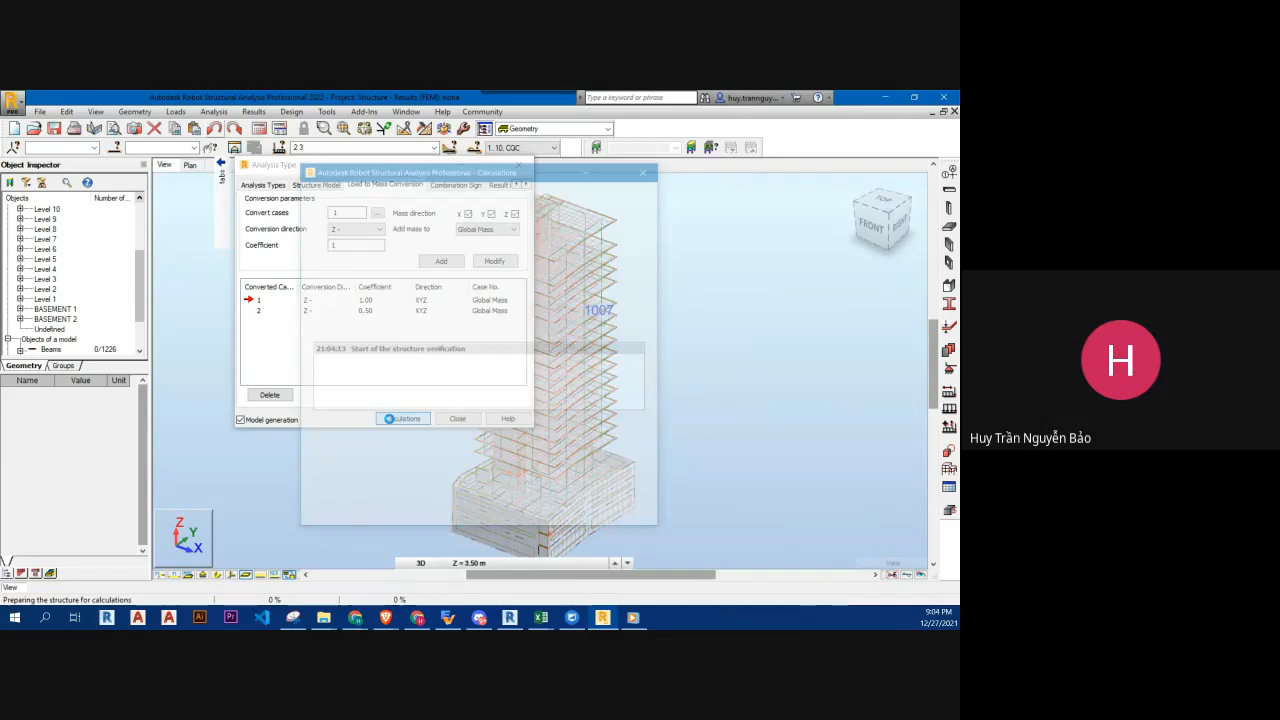 Autodesk Robot Structural Analysis Professional 2022 - Project: Structure - Results (FEM): none
Type a keyword or phrase
huy.trannguy...
PRO
File Edit View Geometry Loads Results Analysis Results Design Tools Add-Ins Window Help Community
Geometry
2 3
1..10. CQC
Object Inspector
View Plan
tabs
Objects Number of...
Level 10
Level 9
Level 8
Level 7
Level 6
Level 5
Level 4
Level 3
Level 2
Level 1
BASEMENT 1
BASEMENT 2
Undefined
Objects of a model
Beams 0/1226
Geometry Groups
Name Value Unit
Analysis Type
Autodesk Robot Structural Analysis Professional - Calculations
Analysis Types Structure Model Load to Mass Conversion Combination Sign Result
Conversion parameters
Convert cases 1 ... Mass direction X Y Z
Conversion direction Z - Add mass to Global Mass
Coefficient 1
Add Modify
Converted Ca... Conversion Di... Coefficient Direction Case No.
1 Z - 1.00 XYZ Global Mass
2 Z - 0.50 XYZ Global Mass
21:04:13 Start of the structure verification
Delete
Model generation
Close Help
1007
TOP
FRONT
RIGHT
Z
Y
X
3D Z = 3.50 m
View
View
Preparing the structure for calculations 0 % 0 %
9:04 PM
12/27/2021
H
Huy Trần Nguyễn Bảo